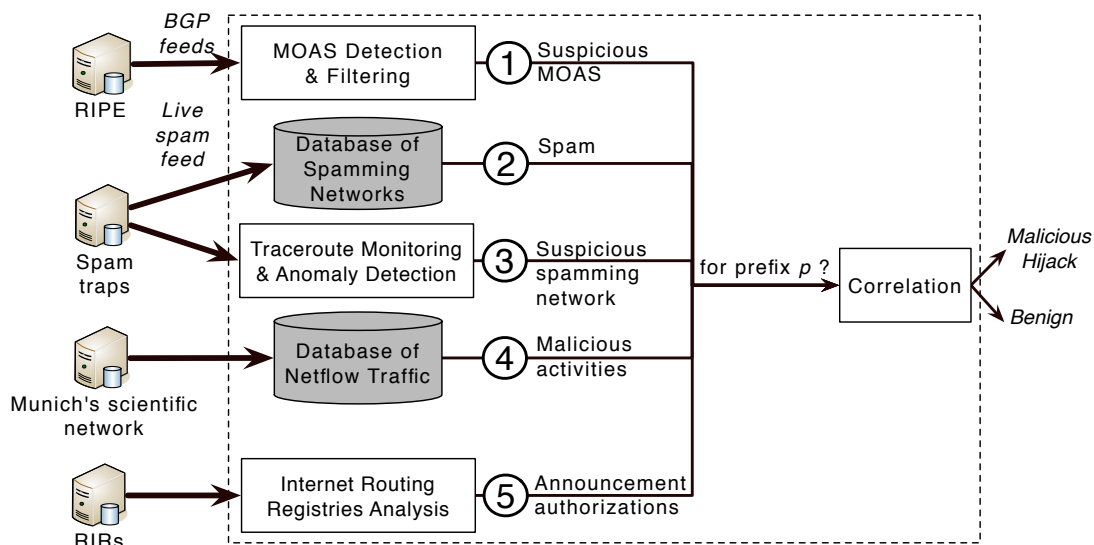 BGP
feeds
RIPE
MOAS Detection
& Filtering
1
Suspicious
MOAS
Live
spam
feed
Spam
traps
Database of
Spamming
Networks
2
Spam
Traceroute Monitoring
& Anomaly Detection
3
Suspicious
spamming
network
for prefix p ?
Correlation
Malicious
Hijack
Benign
Munich's scientific
network
Database of
Netflow Traffic
4
Malicious
activities
RIRs
Internet Routing
Registries Analysis
5
Announcement
authorizations